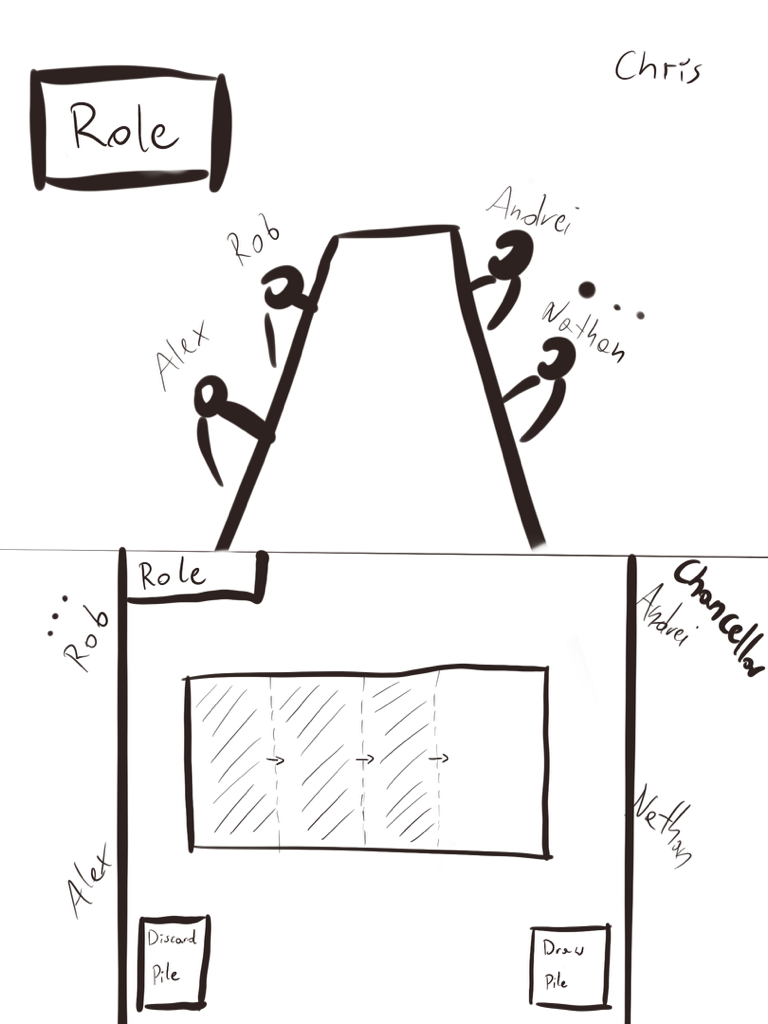 Chris
Role
Andrei
Rob
Nathan
Alex
Role
Chancellor
Andrei
Rob
Nathan
Alex
Discard
Pile
Draw
Pile